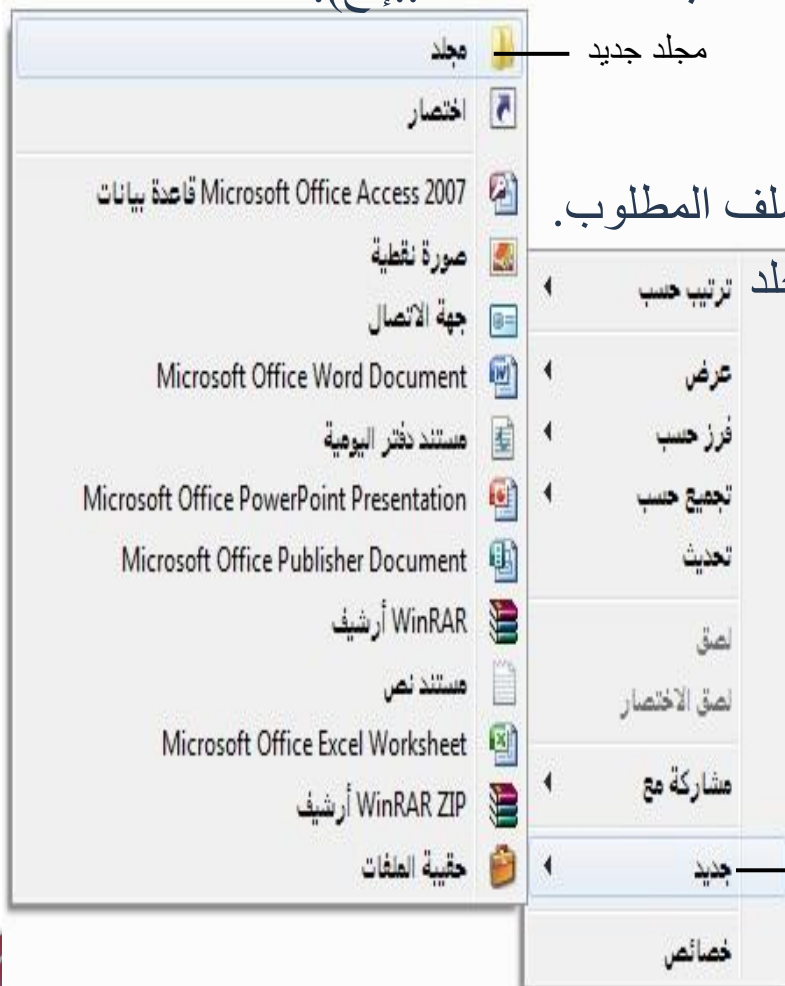 مجلد جديد
المطلوب.
مجلد
اختصار
Microsoft Office Access 2007 قاعدة بيانات
صورة نقطية
جهة الاتصال
Microsoft Office Word Document
مستند دفتر اليومية
Microsoft Office PowerPoint Presentation
Microsoft Office Publisher Document
WinRAR أرشيف
مستند نص
Microsoft Office Excel Worksheet
WinRAR ZIP أرشيف
حقيبة الملفات
ترتيب حسب
عرض
فرز حسب
تجميع حسب
تحديث
لصق
لصق الاختصار
مشاركة مع
جديد
خصائص